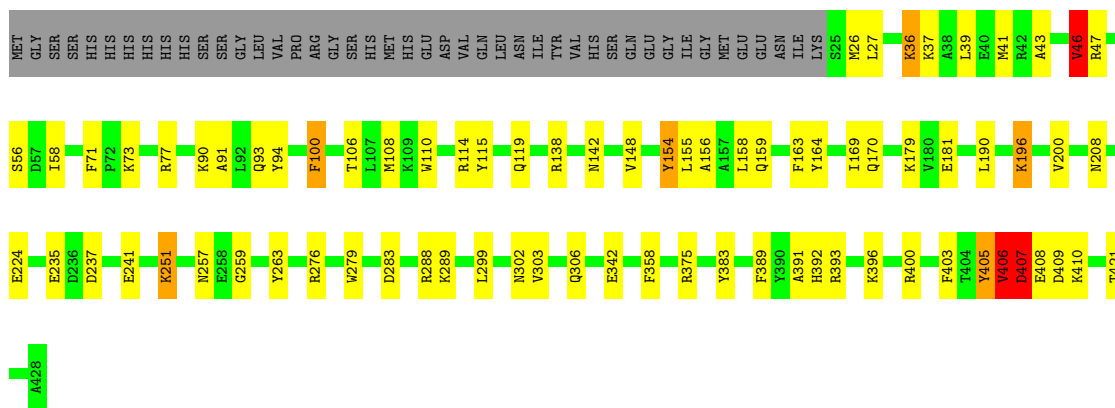 MET GLY SER SER HIS HIS HIS HIS HIS HIS SER SER GLY LEU VAL PRO ARG GLY SER HIS MET HIS GLU ASP VAL GLN LEU ASN ILE TYR VAL HIS SER GLN GLU GLY ILE GLY MET GLU GLU ASN ILE LYS S25 M26 L27 K36 K37 A38 L39 E40 M41 R42 A43 V46 R47
S56 D57 I58 F71 P72 K73 R77 K90 A91 L92 Q93 Y94 F100 T106 L107 M108 K109 W110 R114 Y115 Q119 R138 N142 V148 Y154 L155 A156 A157 L158 Q159 F163 Y164 I169 Q170 K179 V180 E181 L190 K196 V200 N208
E224 E235 D236 D237 E241 K251 N257 E258 G259 Y263 R276 W279 D283 R288 K289 L299 N302 V303 Q306 E342 F358 R375 Y383 F389 Y390 A391 H392 R393 K396 R400 F403 T404 Y405 V406 D407 E408 D409 K410 T421
A428